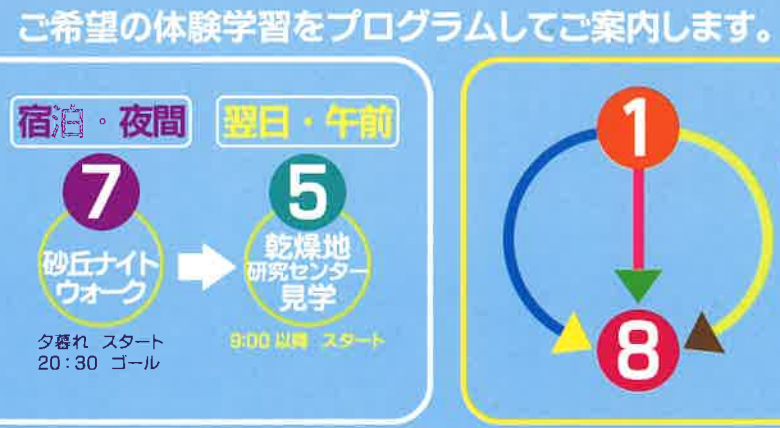 ご希望の体験学習をプログラムしてご案内します。
宿泊・夜間
翌日・午前
7
5
砂丘ナイト
ウォーク
乾燥地
研究センター
見学
夕暮れ スタート
20:30 ゴール
9:00 以降 スタート
1
8